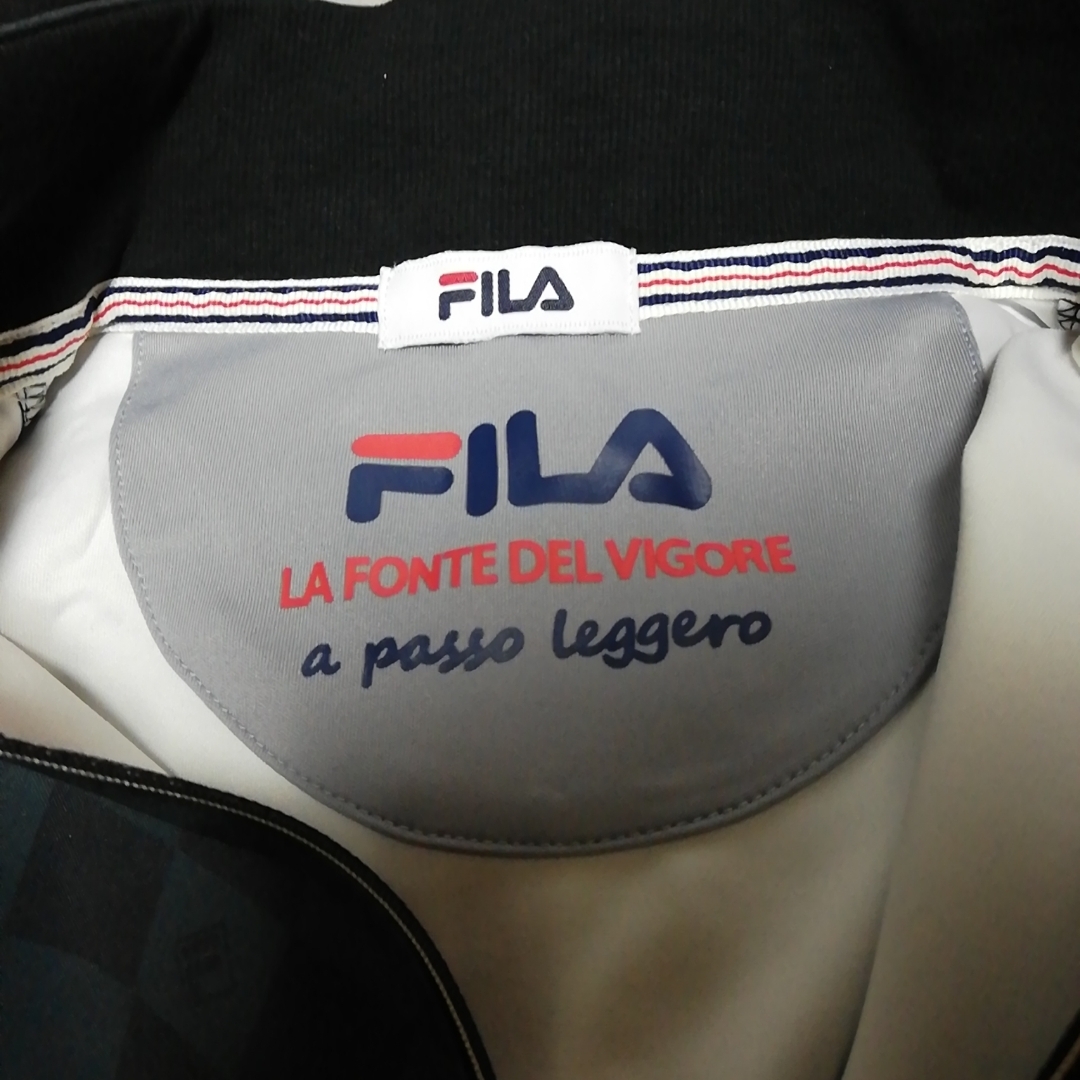 FILA
FILA
LA FONTE DEL VIGORE
a passo leggero